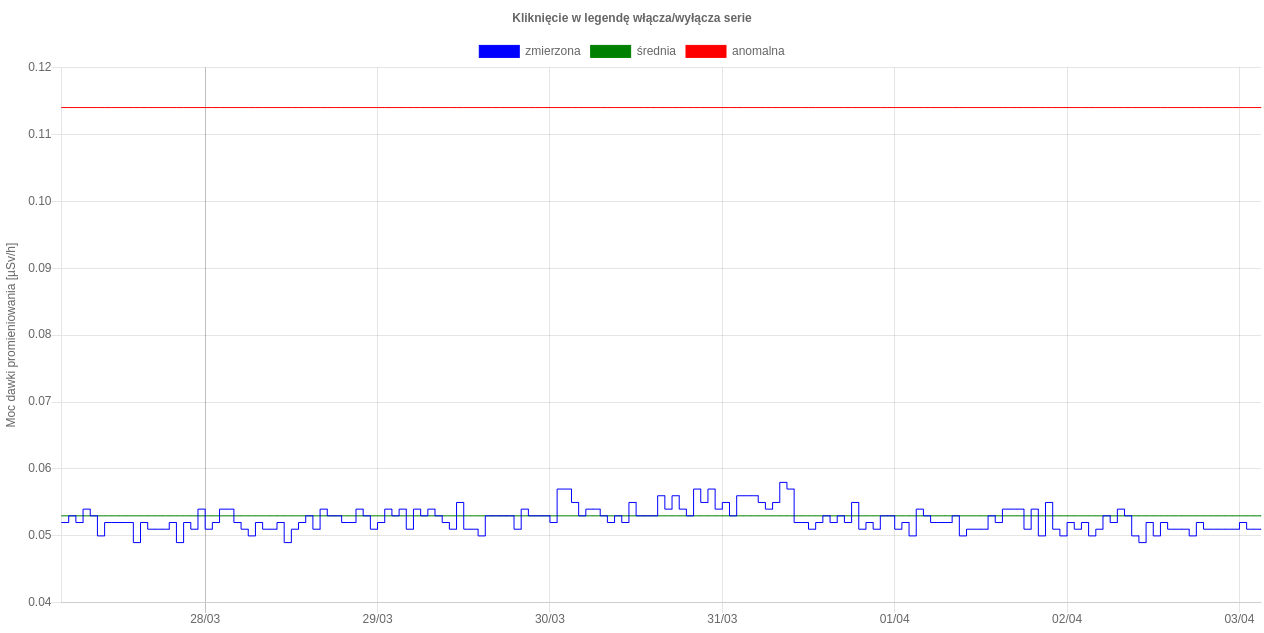 Kliknięcie w legendę włącza/wyłącza serie
zmierzona średnia anomalna
Moc dawki promieniowania [µSv/h]
0.12
0.11
0.10
0.09
0.08
0.07
0.06
0.05
0.04
28/03 29/03 30/03 31/03 01/04 02/04 03/04